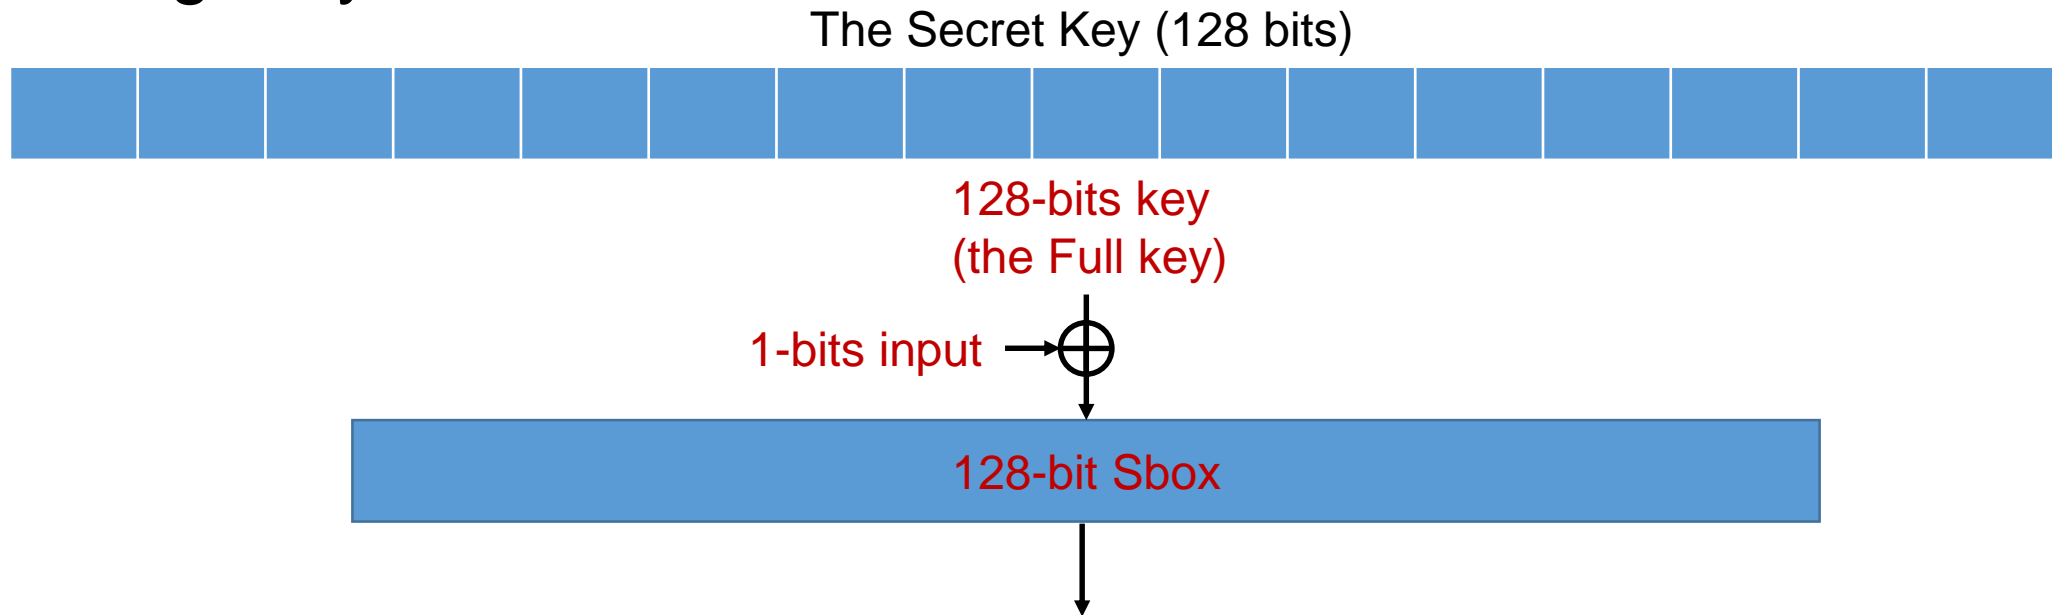 The Secret Key (128 bits)
128-bits key
(the Full key)
1-bits input
128-bit Sbox